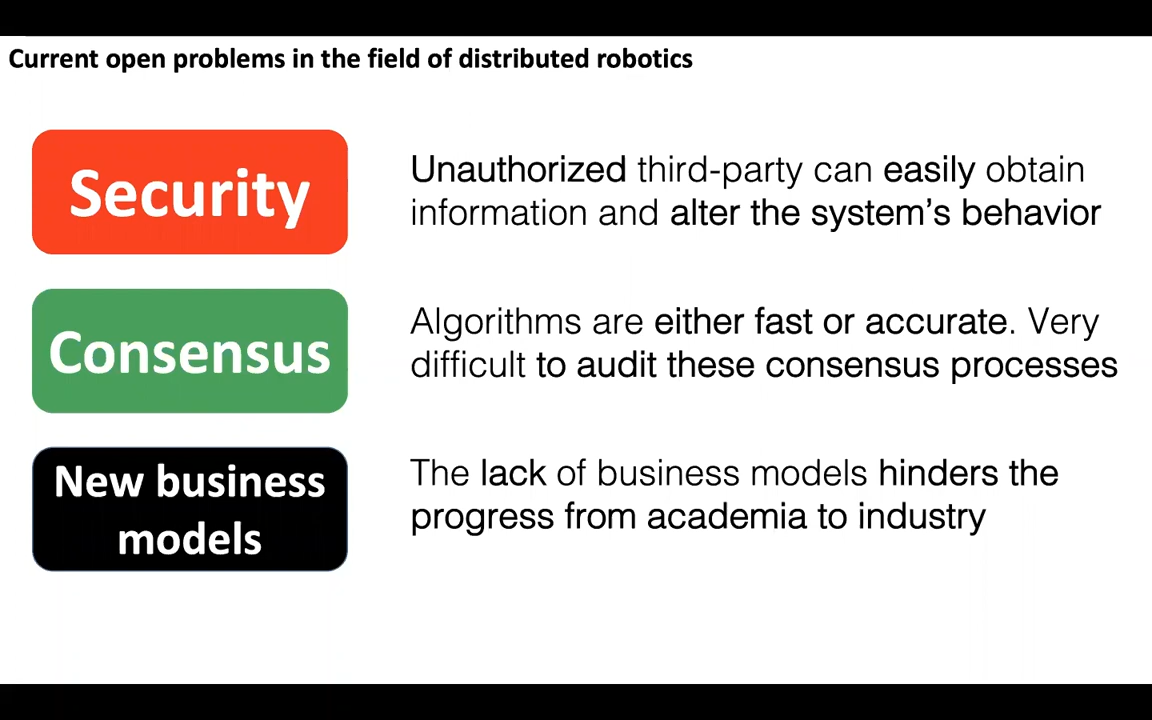 Current open problems in the field of distributed robotics
Security
Unauthorized third-party can easily obtain
information and alter the system’s behavior
Consensus
Algorithms are either fast or accurate. Very
difficult to audit these consensus processes
New business
models
The lack of business models hinders the
progress from academia to industry